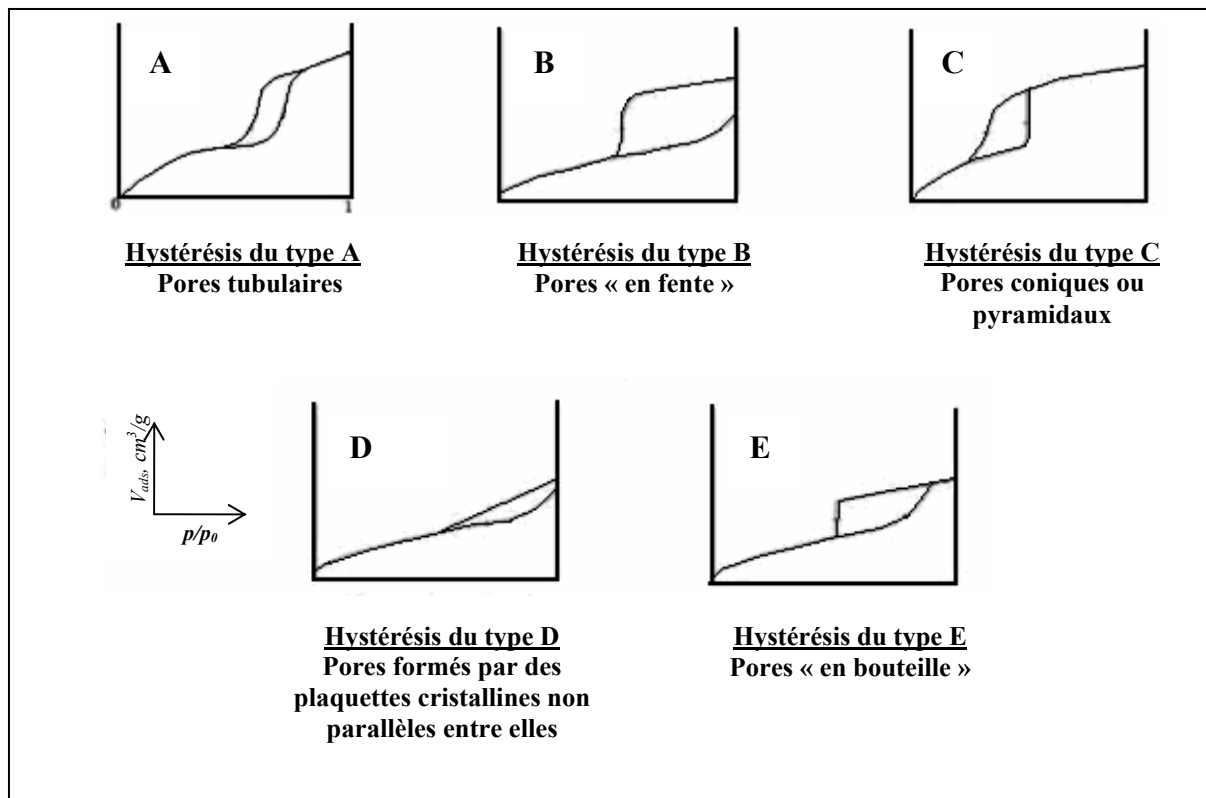 A
B
C
0
1
Hystérésis du type A
Pores tubulaires
Hystérésis du type B
Pores « en fente »
Hystérésis du type C
Pores coniques ou
pyramidaux
V_ads, cm³/g
p/p₀
D
E
Hystérésis du type D
Pores formés par des
plaquettes cristallines non
parallèles entre elles
Hystérésis du type E
Pores « en bouteille »